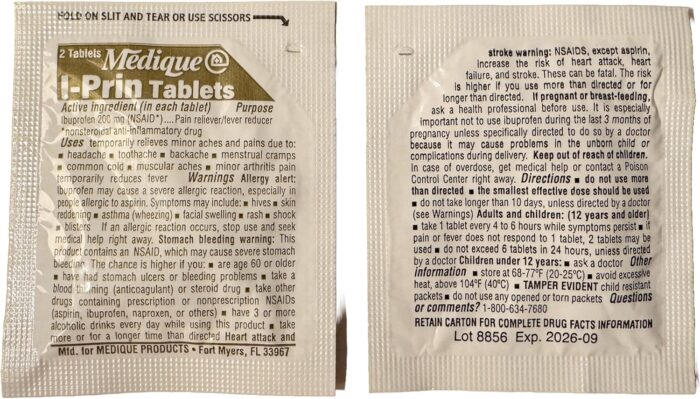 HOLD ON SLIT AND TEAR OR USE SCISSORS
2 Tablets Medique
I-Prin Tablets
Active ingredient (in each tablet) Purpose
Ibuprofen 200 mg (NSAID*)....Pain reliever/fever reducer
*nonsteroidal anti-inflammatory drug
Uses temporarily relieves minor aches and pains due to:
▪ headache ▪ toothache ▪ backache ▪ menstrual cramps
▪ common cold ▪ muscular aches ▪ minor arthritis pain
temporarily reduces fever Warnings Allergy alert:
Ibuprofen may cause a severe allergic reaction, especially in
people allergic to aspirin. Symptoms may include: ▪ hives ▪ skin
reddening ▪ asthma (wheezing) ▪ facial swelling ▪ rash ▪ shock
▪ blisters If an allergic reaction occurs, stop use and seek
medical help right away. Stomach bleeding warning: This
product contains an NSAID, which may cause severe stomach
bleeding. The chance is higher if you: ▪ are age 60 or older
▪ have had stomach ulcers or bleeding problems ▪ take a
blood thinning (anticoagulant) or steroid drug ▪ take other
drugs containing prescription or nonprescription NSAIDs
(aspirin, ibuprofen, naproxen, or others) ▪ have 3 or more
alcoholic drinks every day while using this product ▪ take
more or for a longer time than directed Heart attack and
Mfd. for MEDIQUE PRODUCTS • Fort Myers, FL 33967
stroke warning: NSAIDS, except aspirin,
increase the risk of heart attack, heart
failure, and stroke. These can be fatal. The risk
is higher if you use more than directed or for
longer than directed. If pregnant or breast-feeding,
ask a health professional before use. It is especially
important not to use ibuprofen during the last 3 months of
pregnancy unless specifically directed to do so by a doctor
because it may cause problems in the unborn child or
complications during delivery. Keep out of reach of children.
In case of overdose, get medical help or contact a Poison
Control Center right away. Directions ▪ do not use more
than directed ▪ the smallest effective dose should be used
▪ do not take longer than 10 days, unless directed by a doctor
(see Warnings) Adults and children: (12 years and older)
▪ take 1 tablet every 4 to 6 hours while symptoms persist ▪ if
pain or fever does not respond to 1 tablet, 2 tablets may be
used ▪ do not exceed 6 tablets in 24 hours, unless directed
by a doctor Children under 12 years: ▪ ask a doctor Other
information ▪ store at 68-77°F (20-25°C) ▪ avoid excessive
heat, above 104°F (40°C) ▪ TAMPER EVIDENT child resistant
packets ▪ do not use any opened or torn packets Questions
or comments? 1-800-634-7680
RETAIN CARTON FOR COMPLETE DRUG FACTS INFORMATION
Lot 8856 Exp. 2026-09